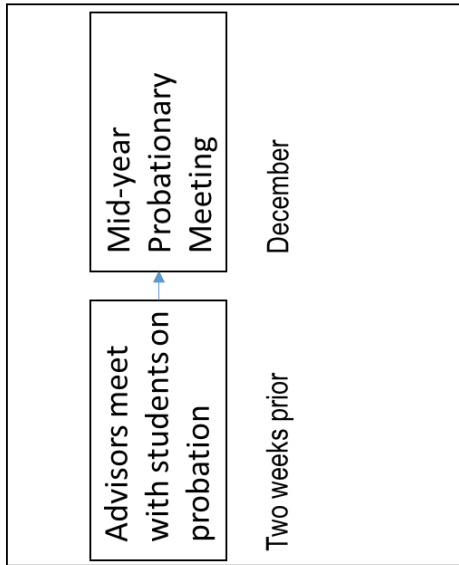 Advisors meet
with students on
probation
Mid-year
Probationary
Meeting
Two weeks prior
December